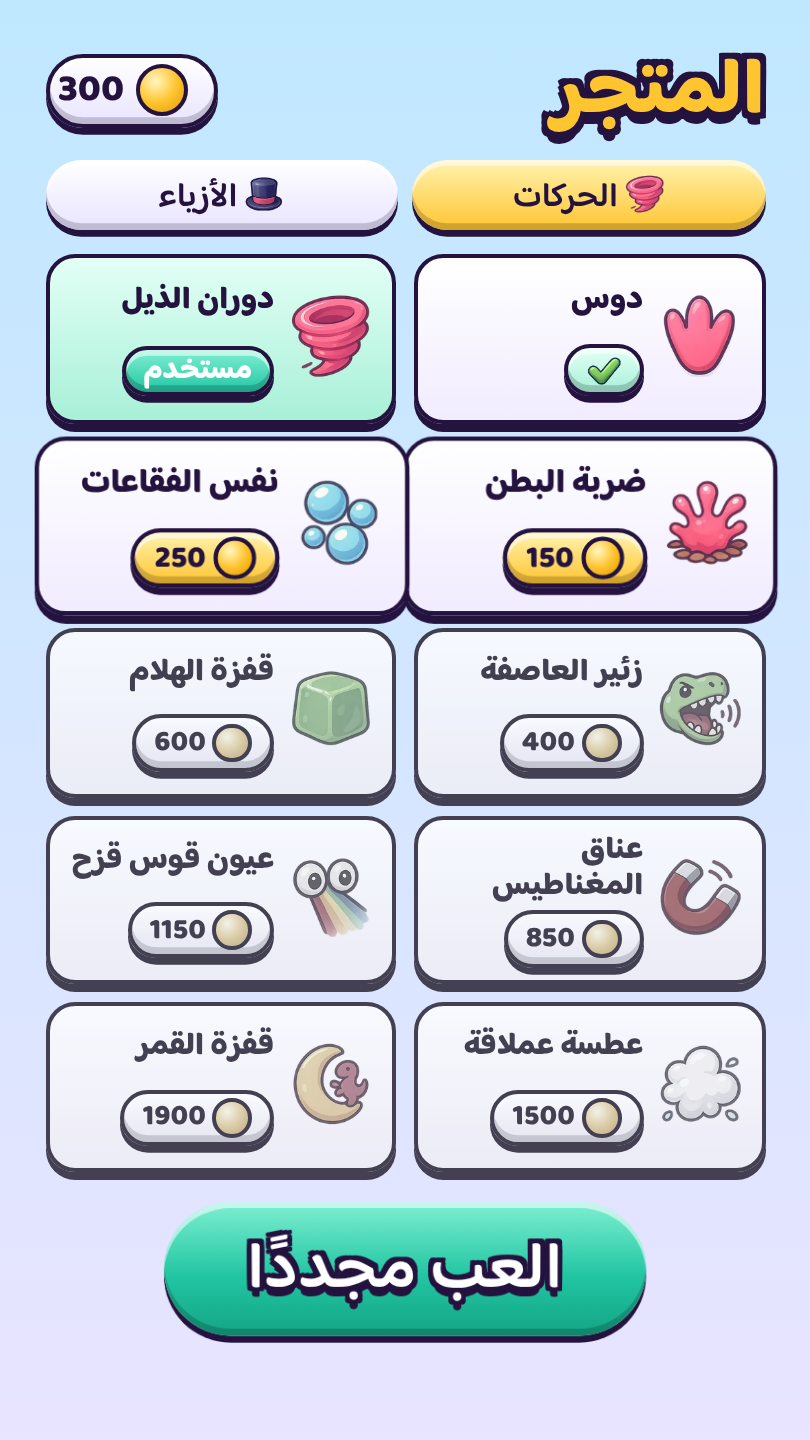 المتجر
300
الحركات
الأزياء
دوس
دوران الذيل
مستخدم
ضربة البطن
150
نفس الفقاعات
250
زئير العاصفة
400
قفزة الهلام
600
عناق
المغناطيس
850
عيون قوس قزح
1150
عطسة عملاقة
1500
قفزة القمر
1900
العب مجددًا